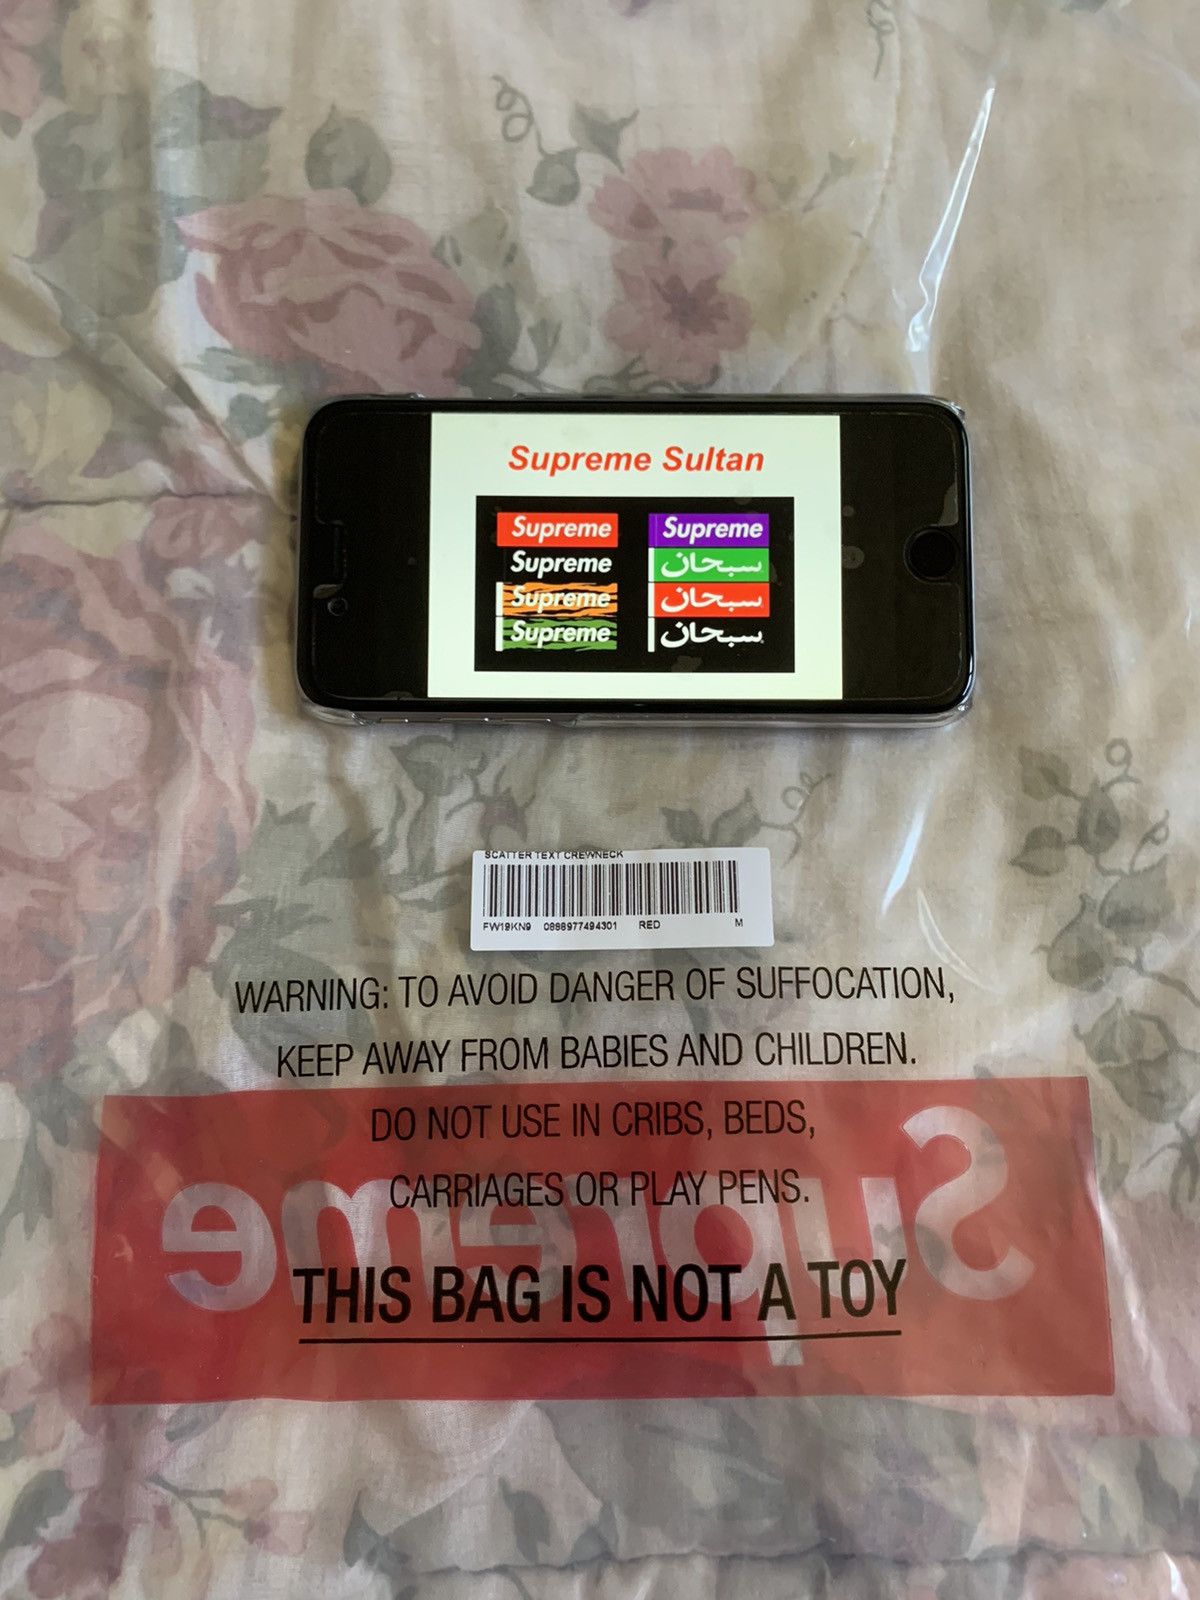 Supreme Sultan
Supreme
Supreme
Supreme
Supreme
Supreme
سبحان
سبحان
سبحان
SCATTER TEXT CREWNECK
FW19KN9 0888977494301 RED M
WARNING: TO AVOID DANGER OF SUFFOCATION,
KEEP AWAY FROM BABIES AND CHILDREN.
DO NOT USE IN CRIBS, BEDS,
CARRIAGES OR PLAY PENS.
Supreme
THIS BAG IS NOT A TOY